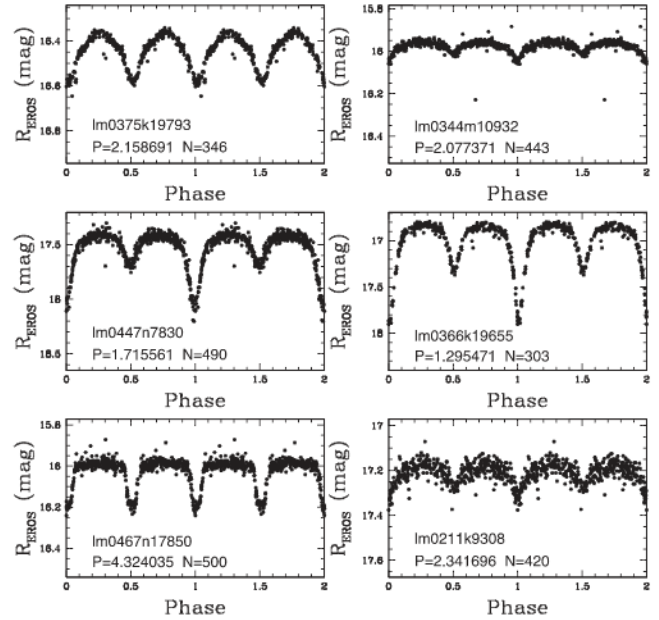 R_EROS (mag)
16.4
16.6
16.8
lm0375k19793
P=2.158691 N=346
0 0.5 1 1.5 2
Phase
R_EROS (mag)
18
18.2
18.4
lm0344m10932
P=2.077371 N=443
0 0.5 1 1.5 2
Phase
R_EROS (mag)
17.5
18
18.5
lm0447n7830
P=1.715561 N=490
0 0.5 1 1.5 2
Phase
R_EROS (mag)
17
17.5
18
lm0366k19655
P=1.295471 N=303
0 0.5 1 1.5 2
Phase
R_EROS (mag)
15.8
16
16.2
16.4
lm0467n17850
P=4.324035 N=500
0 0.5 1 1.5 2
Phase
R_EROS (mag)
17
17.2
17.4
17.6
lm0211k9308
P=2.341696 N=420
0 0.5 1 1.5 2
Phase